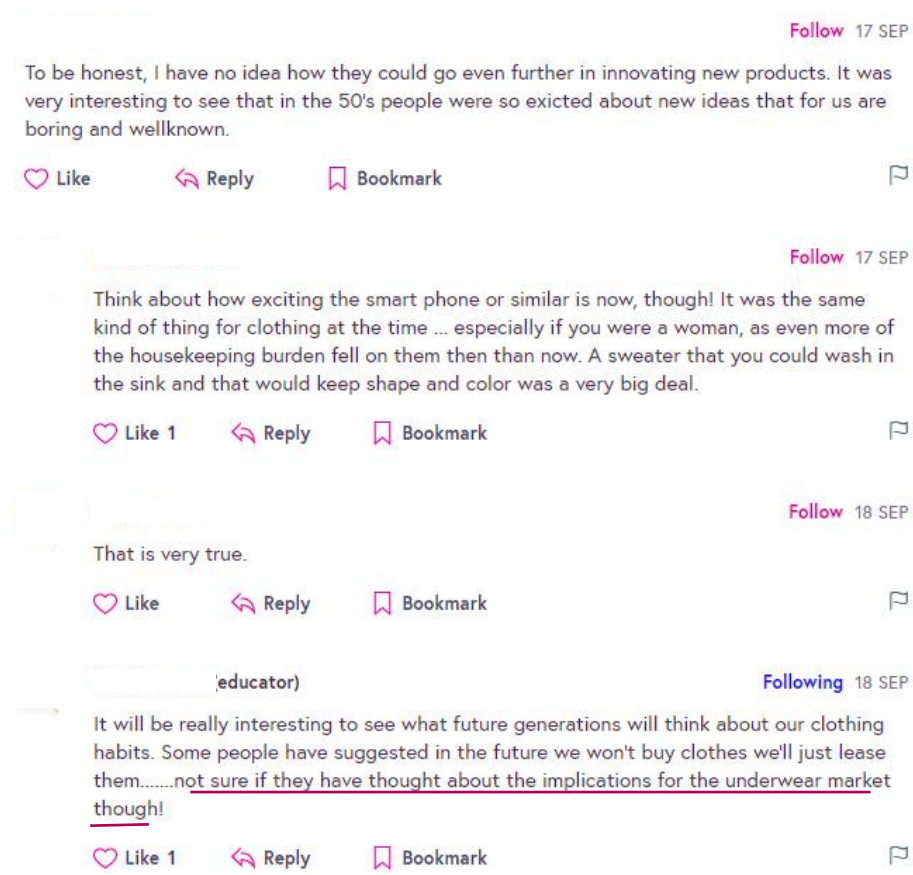 Follow 17 SEP
To be honest, I have no idea how they could go even further in innovating new products. It was
very interesting to see that in the 50's people were so exicted about new ideas that for us are
boring and wellknown.
Like Reply Bookmark
Follow 17 SEP
Think about how exciting the smart phone or similar is now, though! It was the same
kind of thing for clothing at the time ... especially if you were a woman, as even more of
the housekeeping burden fell on them then than now. A sweater that you could wash in
the sink and that would keep shape and color was a very big deal.
Like 1 Reply Bookmark
Follow 18 SEP
That is very true.
Like Reply Bookmark
(educator) Following 18 SEP
It will be really interesting to see what future generations will think about our clothing
habits. Some people have suggested in the future we won't buy clothes we'll just lease
them.......not sure if they have thought about the implications for the underwear market
though!
Like 1 Reply Bookmark